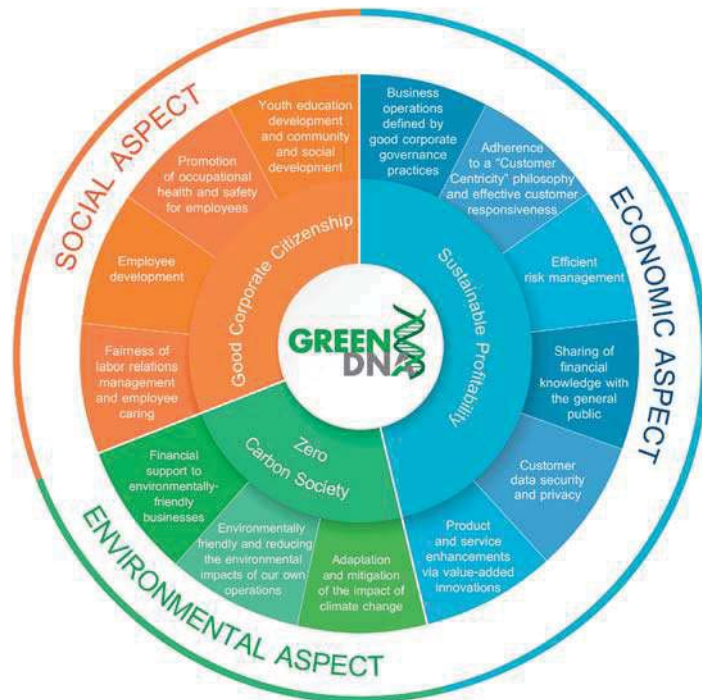 SOCIAL ASPECT
Good Corporate Citizenship
Youth education
development
and community
and social
development
Promotion
of occupational
health and safety
for employees
Employee
development
Fairness of
labor relations
management
and employee
caring
ECONOMIC ASPECT
Sustainable Profitability
Business
operations
defined by
good corporate
governance
practices
Adherence
to a "Customer
Centricity" philosophy
and effective customer
responsiveness
Efficient
risk management
Sharing of
financial
knowledge with
the general
public
Customer
data security
and privacy
Product
and service
enhancements
via value-added
innovations
ENVIRONMENTAL ASPECT
Zero
Carbon Society
Financial
support to
environmentally-
friendly
businesses
Environmentally
friendly and reducing
the environmental
impacts of our own
operations
Adaptation
and mitigation
of the impact of
climate change
GREEN
DNA